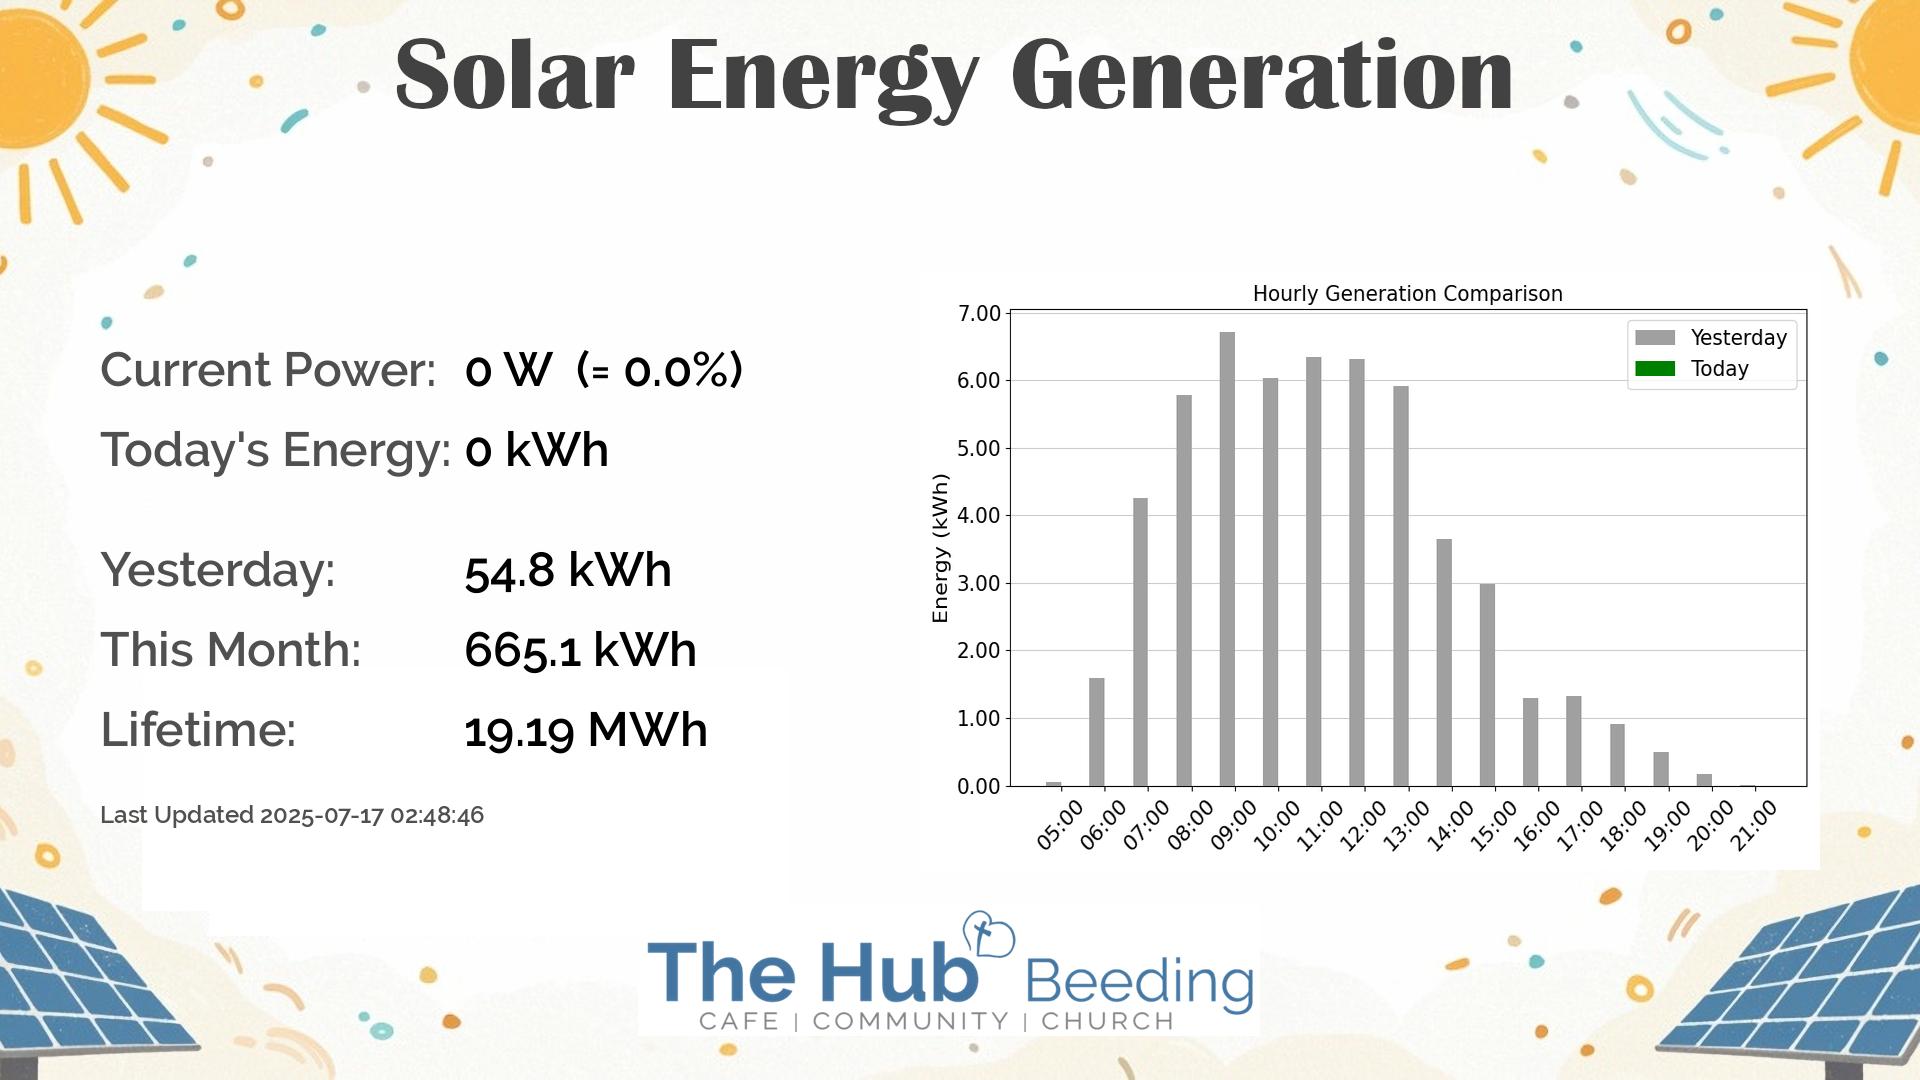 Solar Energy Generation
Current Power: 0 W (= 0.0%)
Today's Energy: 0 kWh
Yesterday: 54.8 kWh
This Month: 665.1 kWh
Lifetime: 19.19 MWh
Last Updated 2025-07-17 02:48:46
Hourly Generation Comparison
Yesterday
Today
Energy (kWh)
7.00
6.00
5.00
4.00
3.00
2.00
1.00
0.00
05:00 06:00 07:00 08:00 09:00 10:00 11:00 12:00 13:00 14:00 15:00 16:00 17:00 18:00 19:00 20:00 21:00
The Hub Beeding
CAFE | COMMUNITY | CHURCH